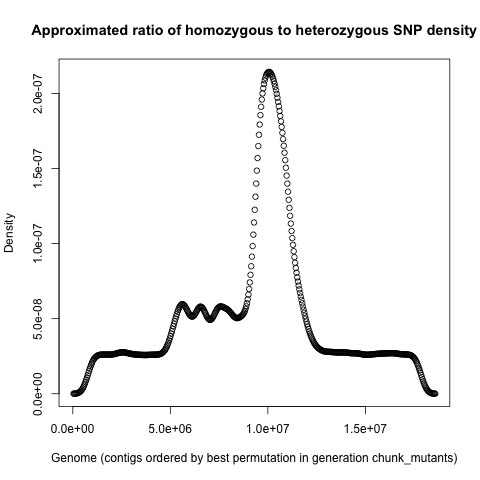 Approximated ratio of homozygous to heterozygous SNP density
2.0e-07
1.5e-07
1.0e-07
5.0e-08
0.0e+00
Density
0.0e+00 5.0e+06 1.0e+07 1.5e+07
Genome (contigs ordered by best permutation in generation chunk_mutants)